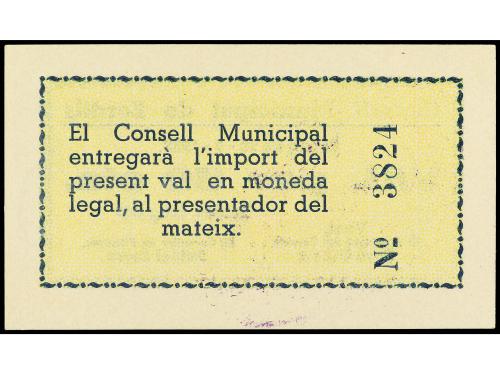 El Consell Municipal
entregarà l'import del
present val en moneda
legal, al presentador del
mateix.
Nº 3824